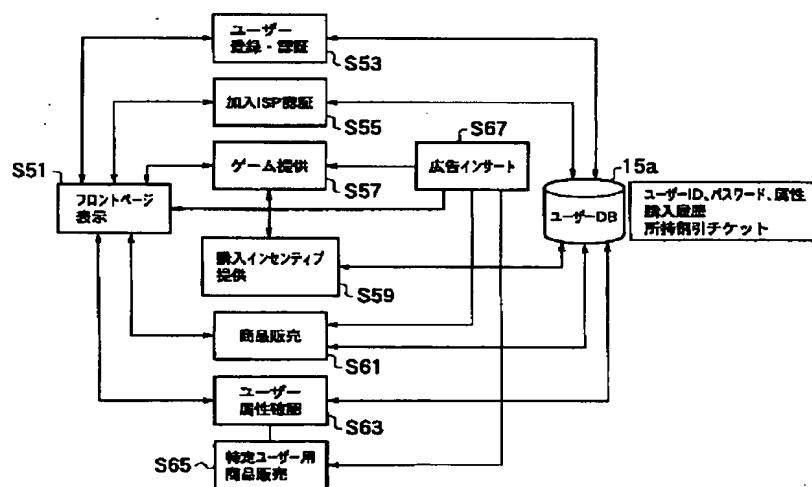 ユーザー
登録・認証
S53
加入ISP認証
S55
S67
S51
ゲーム提供
広告インサート
15a
S57
フロントページ
表示
ユーザーDB
ユーザーID、パスワード、属性
購入履歴
所持割引チケット
購入インセンティブ
提供
S59
商品販売
S61
ユーザー
属性確認
S63
S65
特定ユーザー用
商品販売